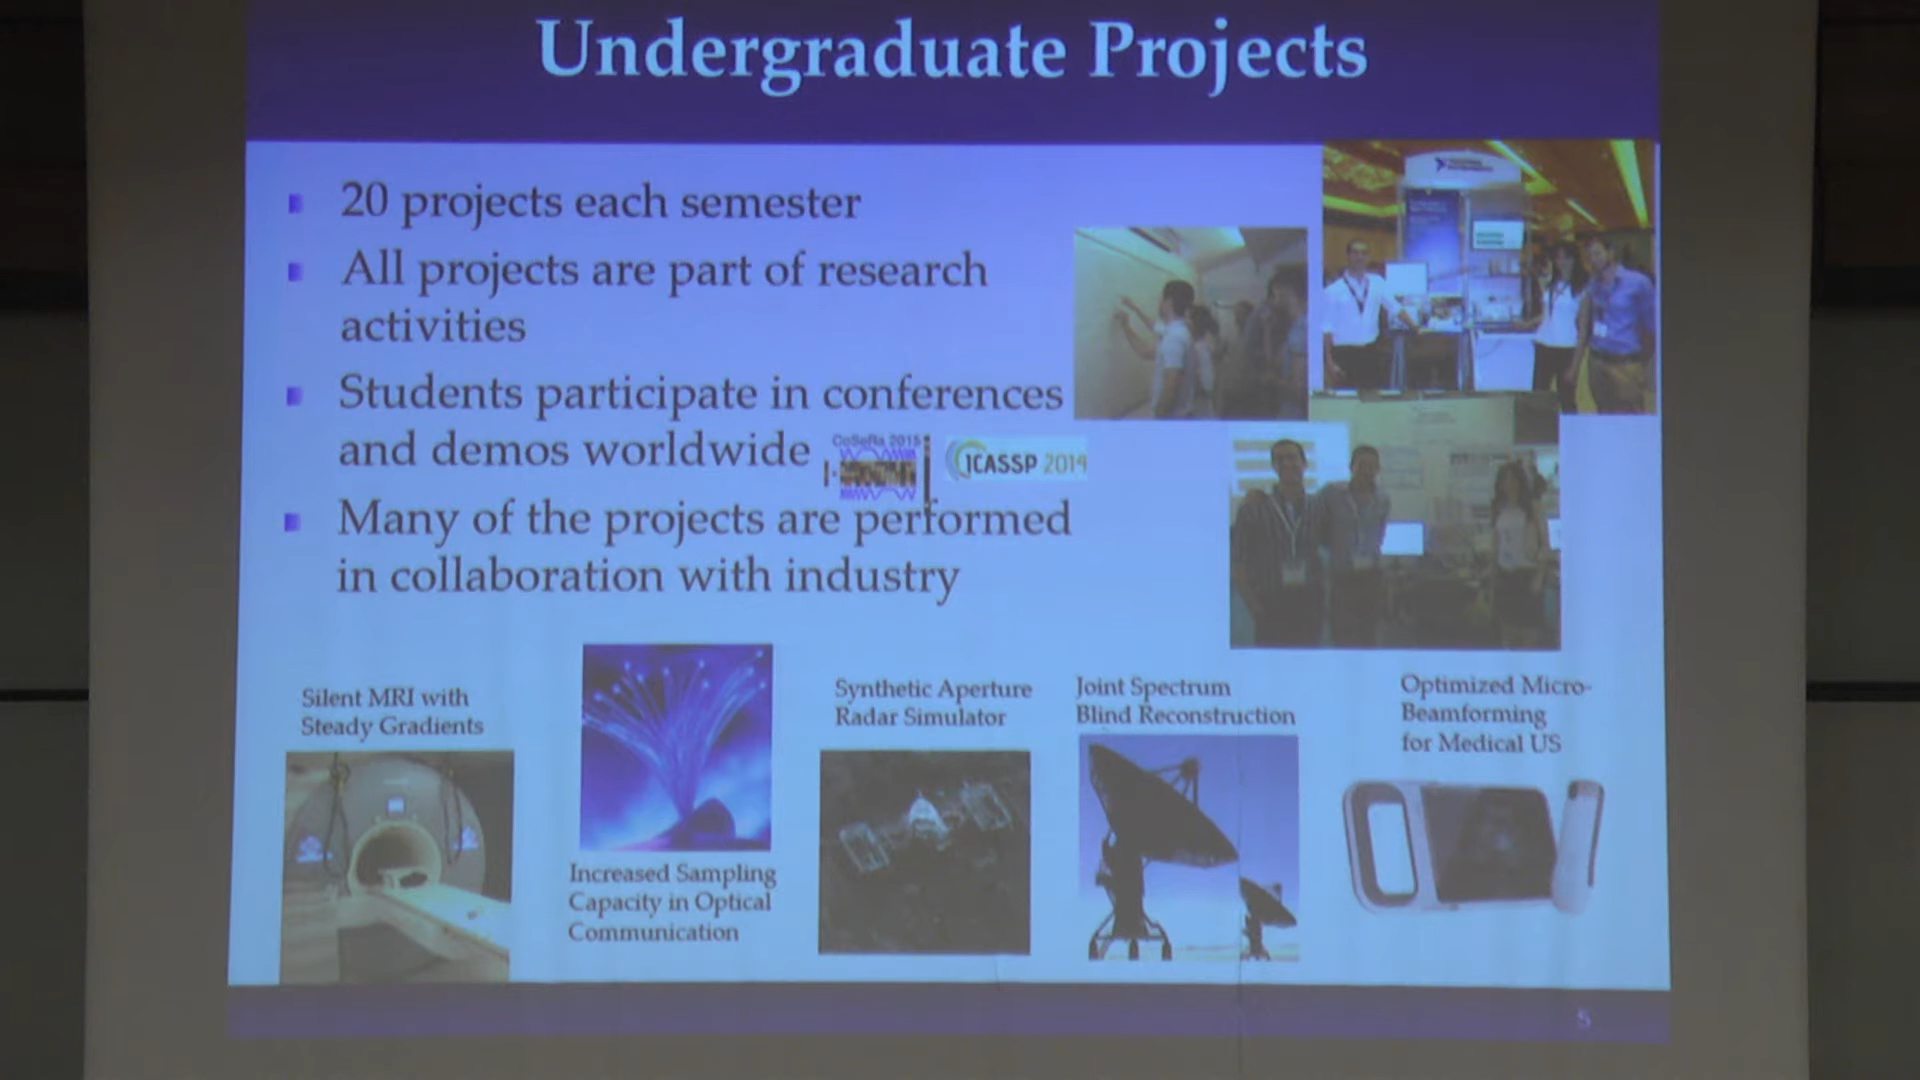 Undergraduate Projects
20 projects each semester
All projects are part of research
activities
Students participate in conferences
and demos worldwide
CoSeRa 2015
ICASSP 2014
Many of the projects are performed
in collaboration with industry
Silent MRI with
Steady Gradients
Increased Sampling
Capacity in Optical
Communication
Synthetic Aperture
Radar Simulator
Joint Spectrum
Blind Reconstruction
Optimized Micro-
Beamforming
for Medical US
5